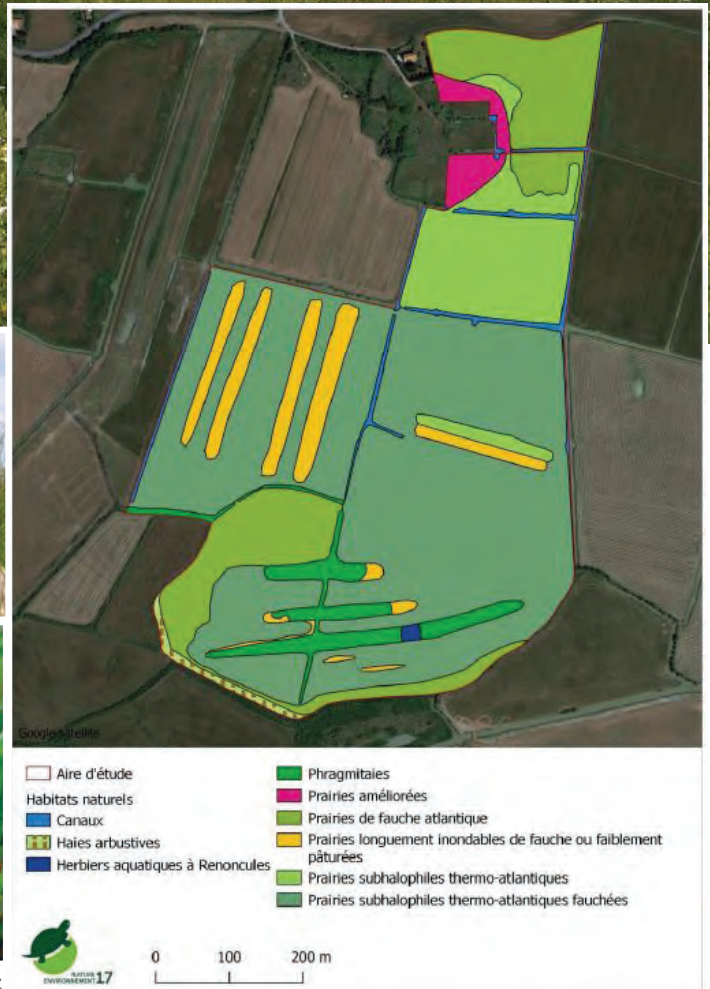 Google satellite
Aire d'étude
Habitats naturels
Canaux
Haies arbustives
Herbiers aquatiques à Renoncules
Phragmitaies
Prairies améliorées
Prairies de fauche atlantique
Prairies longuement inondables de fauche ou faiblement
pâturées
Prairies subhalophiles thermo-atlantiques
Prairies subhalophiles thermo-atlantiques fauchées
NATURE
ENVIRONNEMENT 17
0 100 200 m